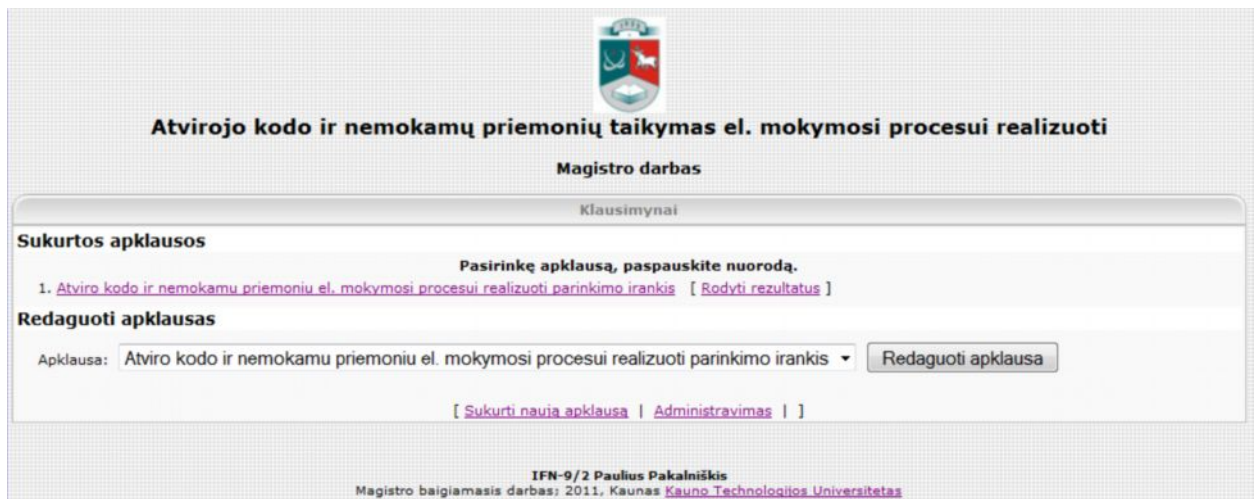 Atvirojo kodo ir nemokamų priemonių taikymas el. mokymosi procesui realizuoti
Magistro darbas
Klausimynai
Sukurtos apklausos
Pasirinkę apklausą, paspauskite nuorodą.
1. Atviro kodo ir nemokamu priemoniu el. mokymosi procesui realizuoti parinkimo irankis [ Rodyti rezultatus ]
Redaguoti apklausas
Apklausa: Atviro kodo ir nemokamu priemoniu el. mokymosi procesui realizuoti parinkimo irankis Redaguoti apklausa
[ Sukurti naują apklausą | Administravimas | ]
IFN-9/2 Paulius Pakalniškis
Magistro baigiamasis darbas; 2011, Kaunas Kauno Technologijos Universitetas